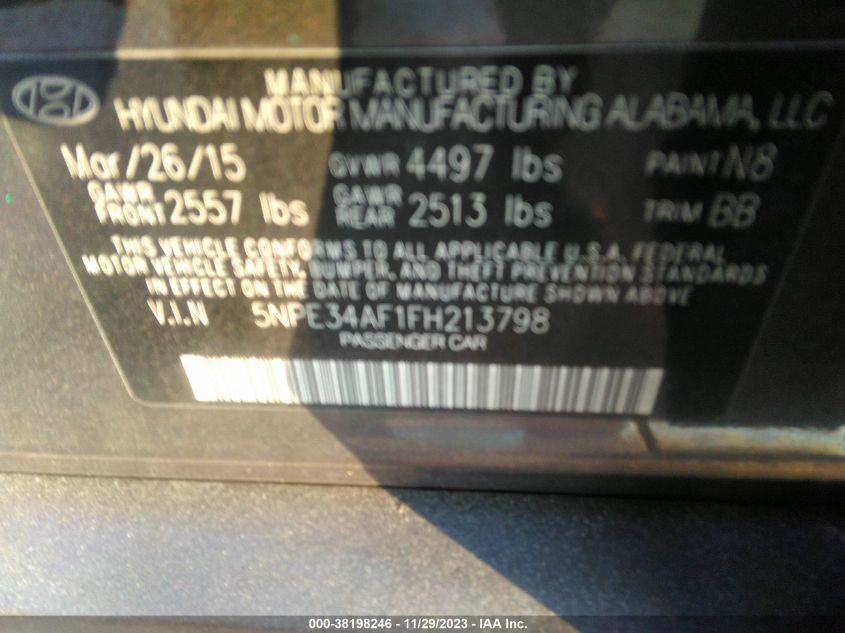 MANUFACTURED BY
HYUNDAI MOTOR MANUFACTURING ALABAMA, LLC
Mar/26/15 GVWR 4497 lbs PAINT N8
GAWR FRONT 2557 lbs GAWR REAR 2513 lbs TRIM BB
THIS VEHICLE CONFORMS TO ALL APPLICABLE U.S.A. FEDERAL
MOTOR VEHICLE SAFETY, BUMPER, AND THEFT PREVENTION STANDARDS
IN EFFECT ON THE DATE OF MANUFACTURE SHOWN ABOVE.
V.I.N 5NPE34AF1FH213798
PASSENGER CAR
000-38198246 - 11/29/2023 - IAA Inc.